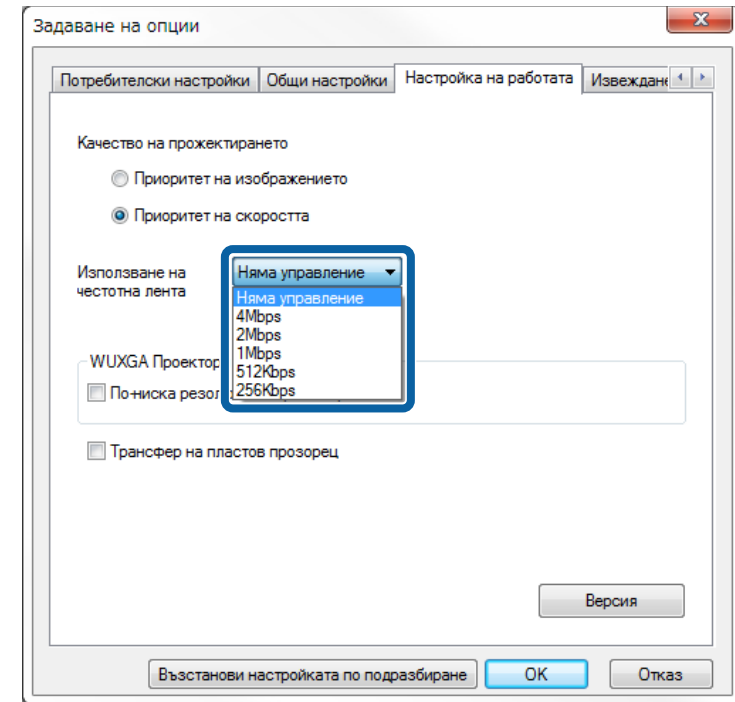 Задаване на опции
Потребителски настройки Общи настройки Настройка на работата
Качество на прожектирането
Приоритет на изображението
Приоритет на скоростта
Използване на
честотна лента
Няма управление
Няма управление
4Mbps
2Mbps
1Mbps
512Kbps
256Kbps
WUXGA Проектор
По-ниска
Трансфер на пластов прозорец
Версия
Възстанови настройката по подразбиране OK Отказ